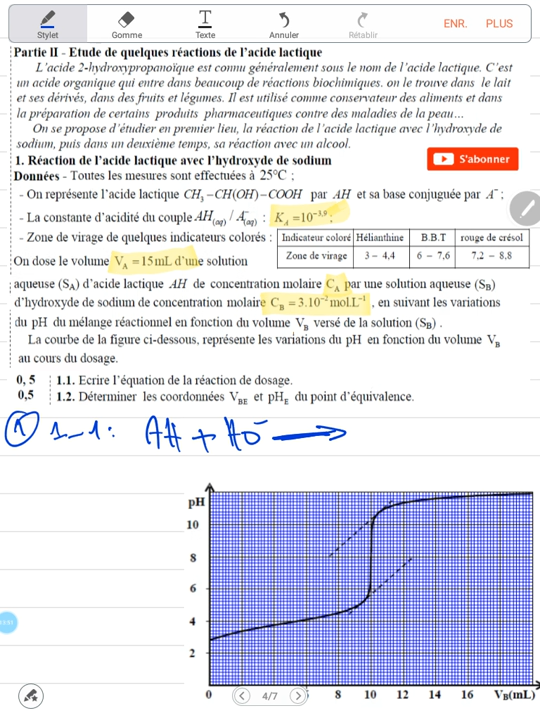 Stylet Gomme Texte Annuler Rétablir ENR. PLUS
Partie II - Etude de quelques réactions de l'acide lactique
L'acide 2-hydroxypropanoïque est connu généralement sous le nom de l'acide lactique. C'est
un acide organique qui entre dans beaucoup de réactions biochimiques. on le trouve dans le lait
et ses dérivés, dans des fruits et légumes. Il est utilisé comme conservateur des aliments et dans
la préparation de certains produits pharmaceutiques contre des maladies de la peau...
On se propose d'étudier en premier lieu, la réaction de l'acide lactique avec l'hydroxyde de
sodium, puis dans un deuxième temps, sa réaction avec un alcool.
1. Réaction de l'acide lactique avec l'hydroxyde de sodium
S'abonner
Données - Toutes les mesures sont effectuées à 25°C :
- On représente l'acide lactique CH₃-CH(OH)-COOH par AH et sa base conjuguée par A⁻ ;
- La constante d'acidité du couple AH(aq) / A⁻(aq) : K_A = 10⁻³·⁹ ;
- Zone de virage de quelques indicateurs colorés :
Indicateur coloré Hélianthine B.B.T rouge de crésol
Zone de virage 3 - 4,4 6 - 7,6 7,2 - 8,8
On dose le volume V_A = 15mL d'une solution
aqueuse (S_A) d'acide lactique AH de concentration molaire C_A par une solution aqueuse (S_B)
d'hydroxyde de sodium de concentration molaire C_B = 3.10⁻² mol.L⁻¹ , en suivant les variations
du pH du mélange réactionnel en fonction du volume V_B versé de la solution (S_B) .
La courbe de la figure ci-dessous, représente les variations du pH en fonction du volume V_B
au cours du dosage.
0, 5 1.1. Ecrire l'équation de la réaction de dosage.
0,5 1.2. Déterminer les coordonnées V_BE et pH_E du point d'équivalence.
① 1-1: AH + HO⁻ ⟶
pH
10
8
6
4
2
0 8 10 12 14 16 V_B(mL)
4/7